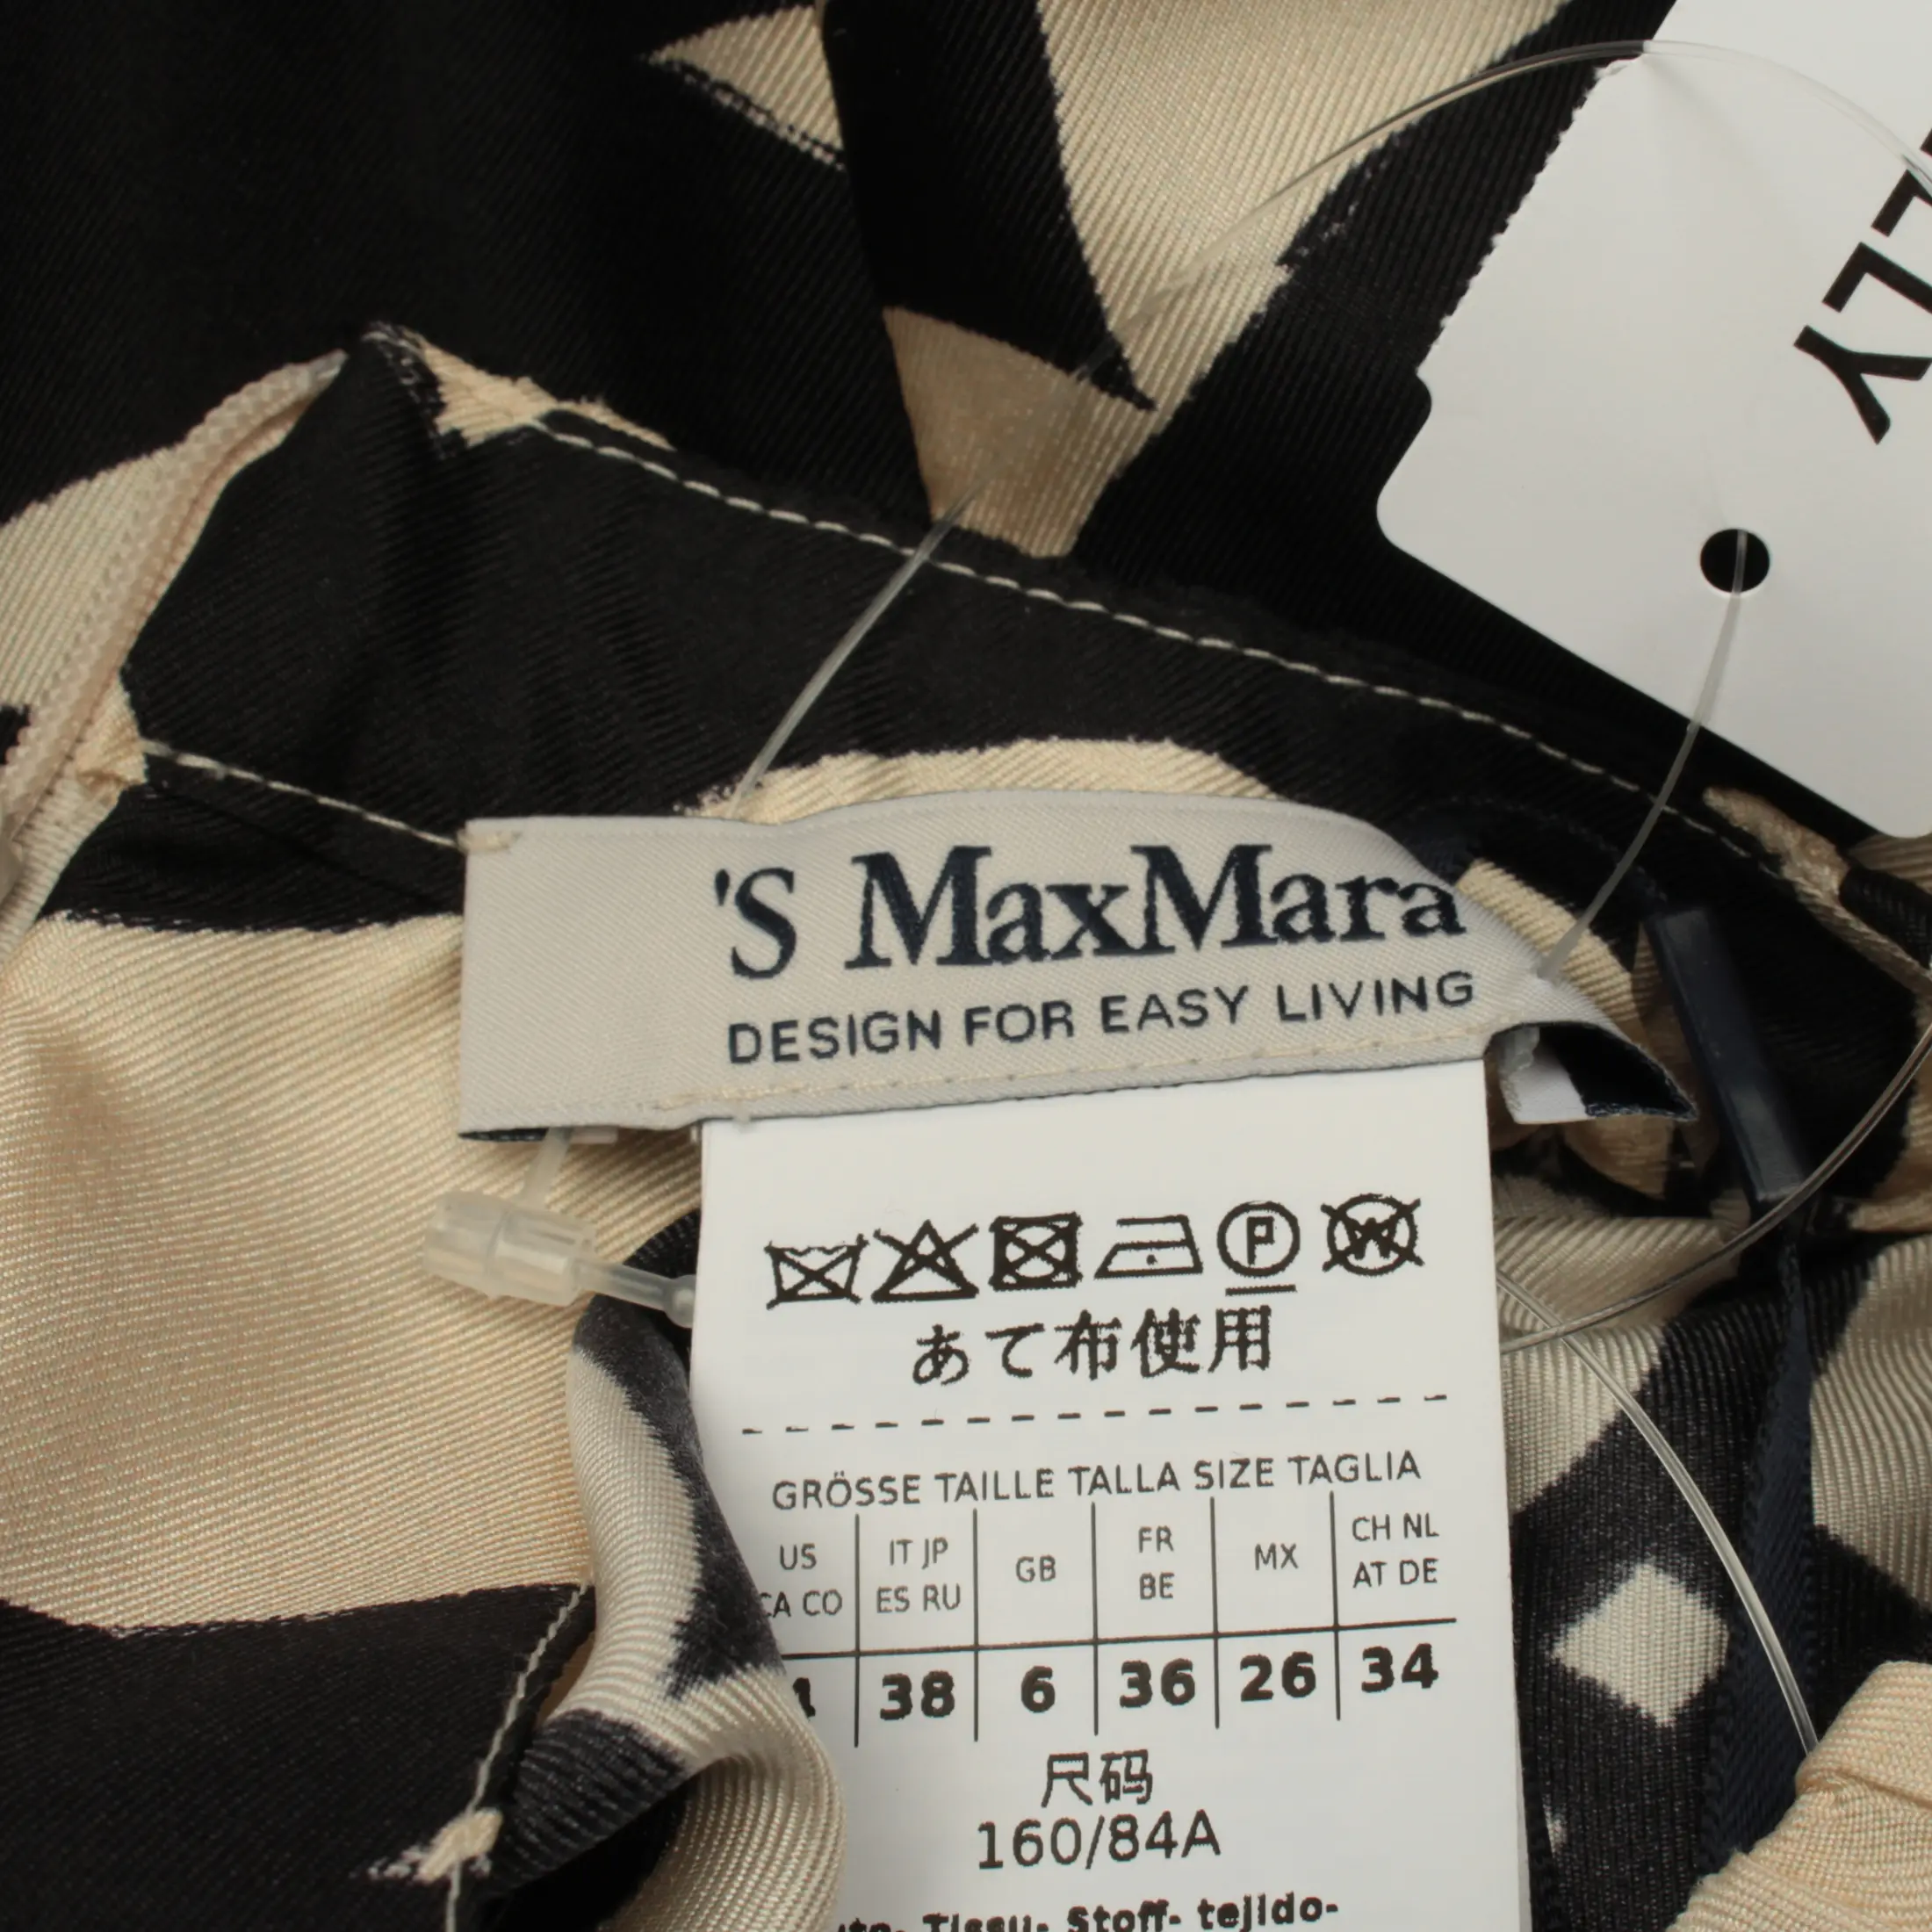 LLY
'S MaxMara
DESIGN FOR EASY LIVING
P W
あて布使用
GRÖSSE TAILLE TALLA SIZE TAGLIA
US CA CO IT JP ES RU GB FR BE MX CH NL AT DE
4 38 6 36 26 34
尺码
160/84A
Tissu- Stoff- tejido-